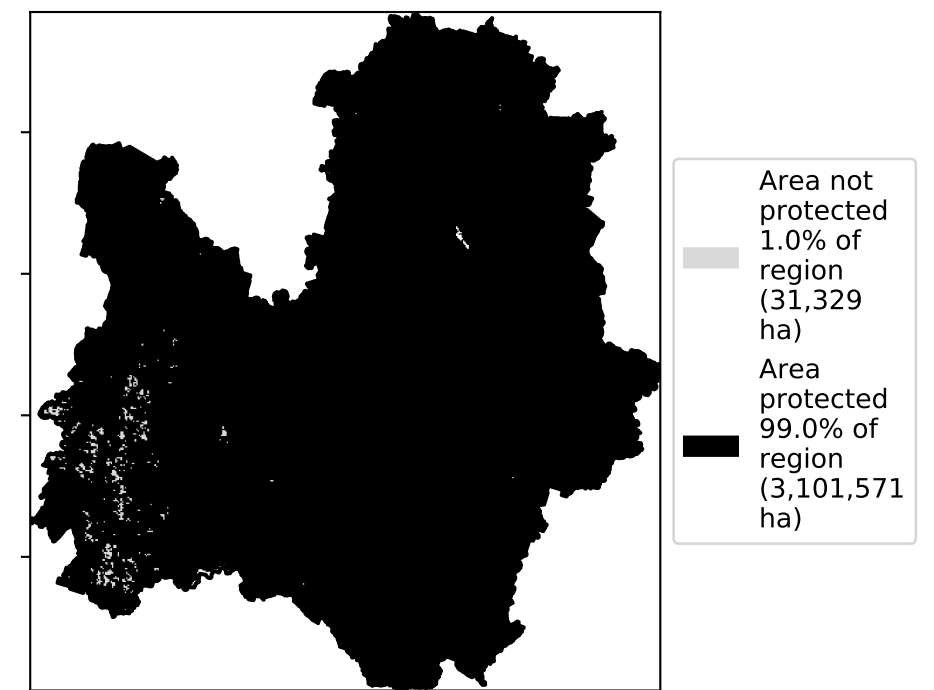 Area not
protected
1.0% of
region
(31,329
ha)
Area
protected
99.0% of
region
(3,101,571
ha)